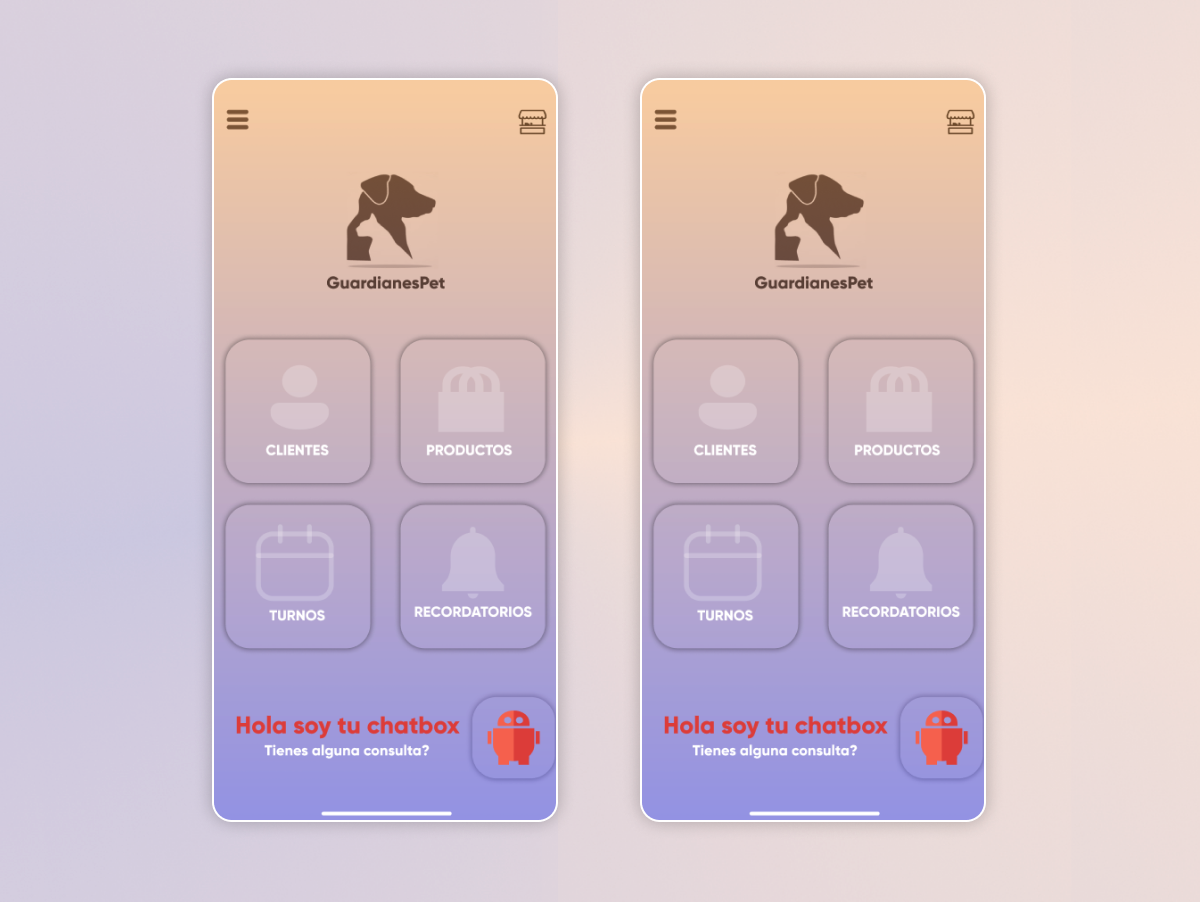 GuardianesPet
CLIENTES
PRODUCTOS
TURNOS
RECORDATORIOS
Hola soy tu chatbox
Tienes alguna consulta?
GuardianesPet
CLIENTES
PRODUCTOS
TURNOS
RECORDATORIOS
Hola soy tu chatbox
Tienes alguna consulta?